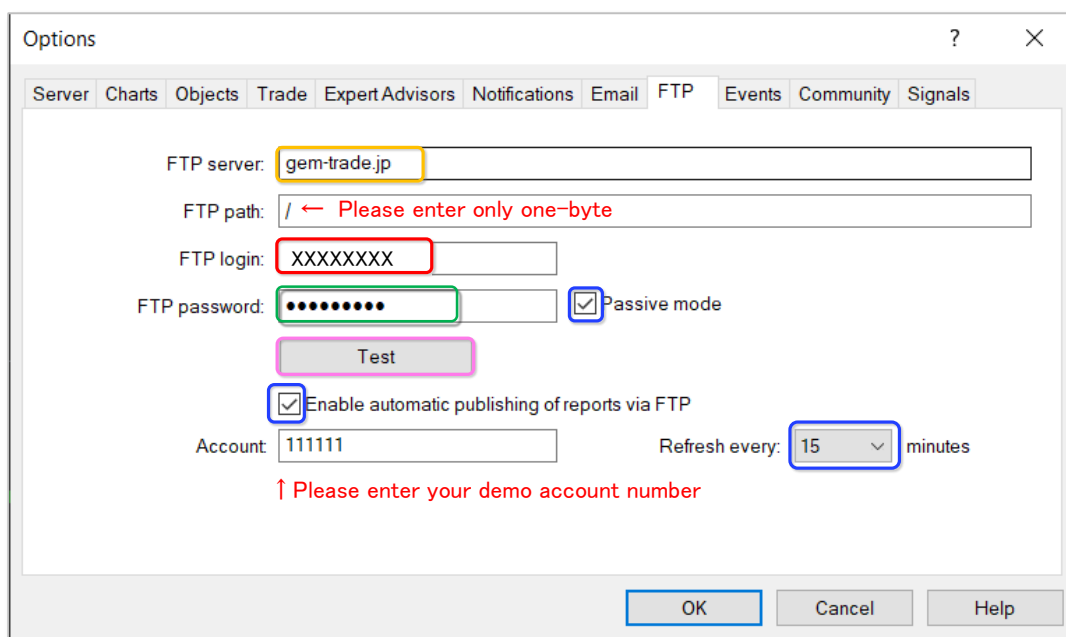 Options ?
Server Charts Objects Trade Expert Advisors Notifications Email FTP Events Community Signals
FTP server: gem-trade.jp
FTP path: / ← Please enter only one-byte
FTP login: XXXXXXXX
FTP password: ●●●●●●●●● Passive mode
Test
Enable automatic publishing of reports via FTP
Account: 111111 Refresh every: 15 minutes
↑ Please enter your demo account number
OK Cancel Help